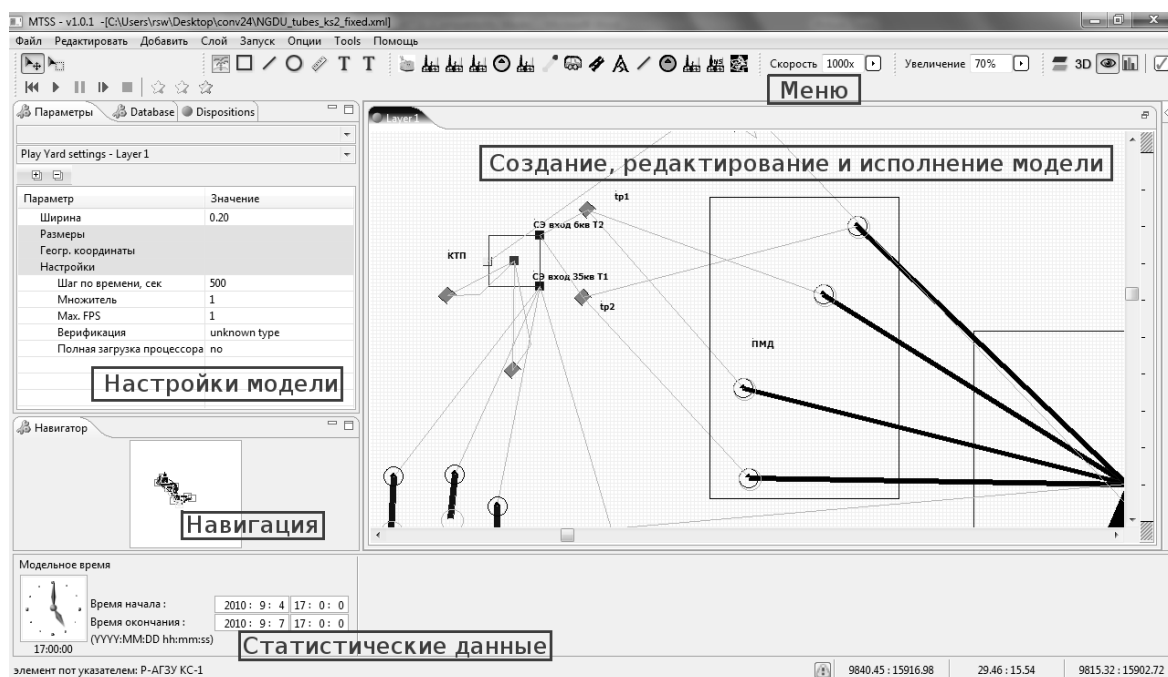 MTSS - v1.0.1 -[C:\Users\rsw\Desktop\conv24\NGDU_tubes_ks2_fixed.xml]
Файл Редактировать Добавить Слой Запуск Опции Tools Помощь
T T Скорость 1000x Увеличение 70% 3D
Меню
Параметры Database Dispositions
Layer1
Play Yard settings - Layer 1
Создание, редактирование и исполнение модели
Параметр Значение
Ширина 0.20
Размеры
Геогр. координаты
Настройки
Шаг по времени, сек 500
Множитель 1
Max. FPS 1
Верификация unknown type
Полная загрузка процессора no
Настройки модели
tp1
СЭ вход 6кв Т2
ктп
СЭ вход 35кв Т1
tp2
пмд
Навигатор
Навигация
Модельное время
Время начала : 2010: 9: 4 17: 0: 0
Время окончания : 2010: 9: 7 17: 0: 0
(YYYY:MM:DD hh:mm:ss)
17:00:00
Статистические данные
элемент пот указателем: Р-АГЗУ КС-1 9840.45 : 15916.98 29.46 : 15.54 9815.32 : 15902.72